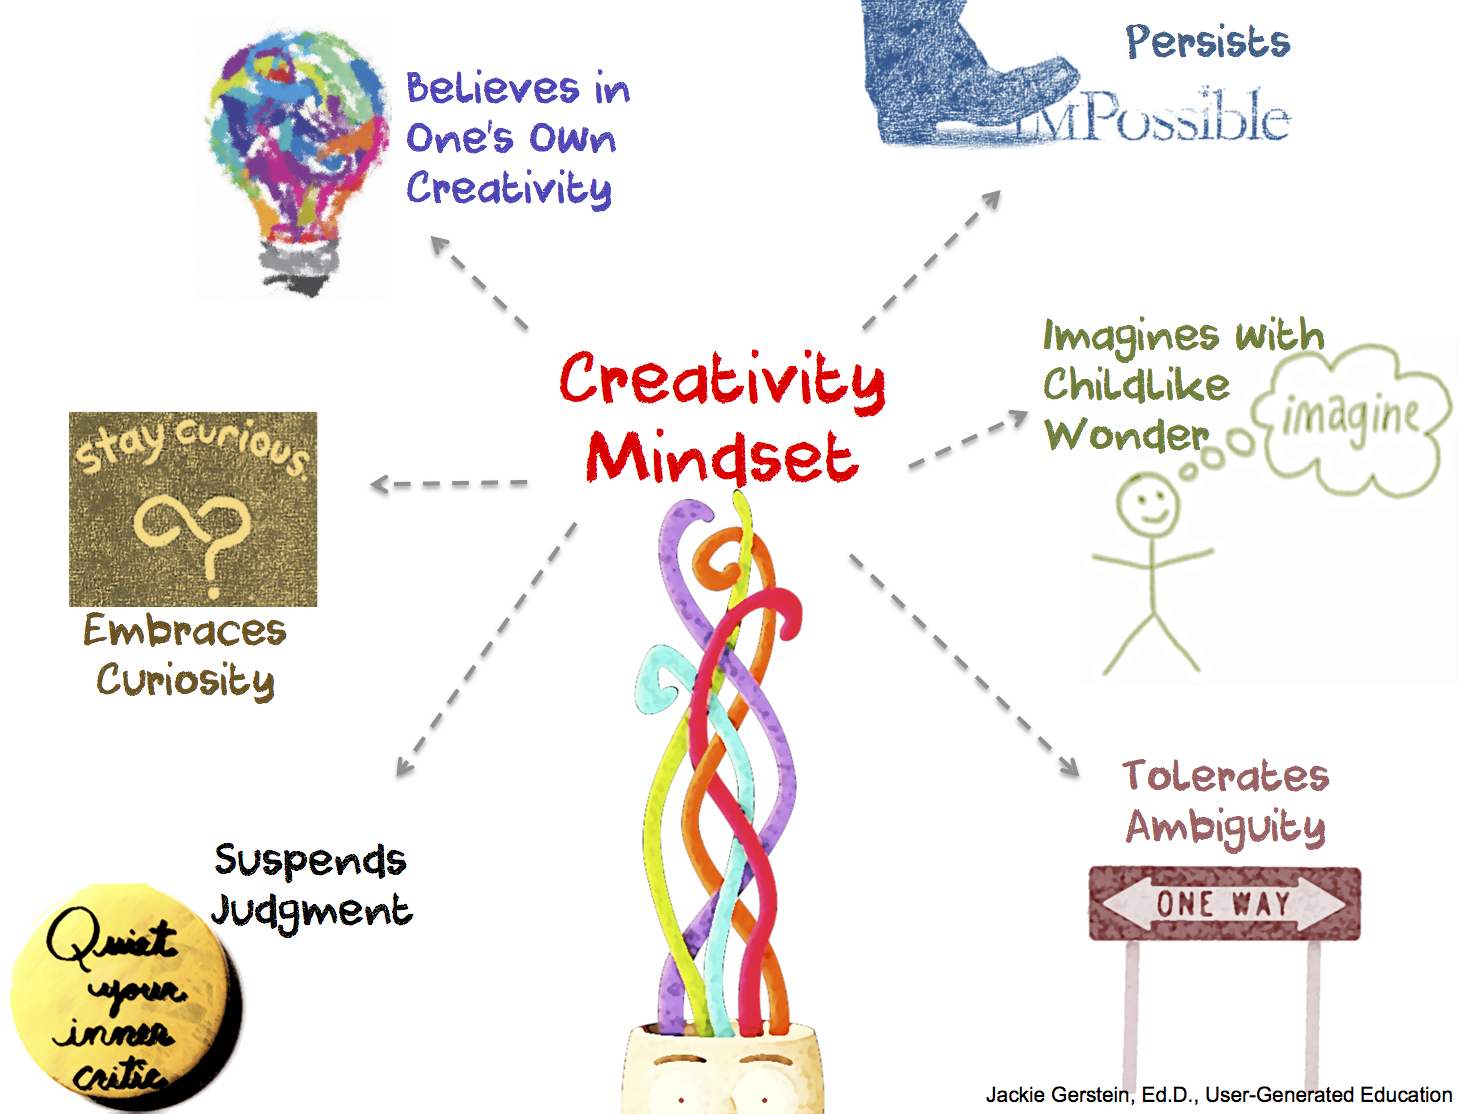 Believes in
One's Own
Creativity
Persists
IMPossible
Creativity
Mindset
Imagines with
Childlike
Wonder
imagine
stay curious.
?
Embraces
Curiosity
Suspends
Judgment
Quiet
your
inner
critic
Tolerates
Ambiguity
ONE WAY
Jackie Gerstein, Ed.D., User-Generated Education